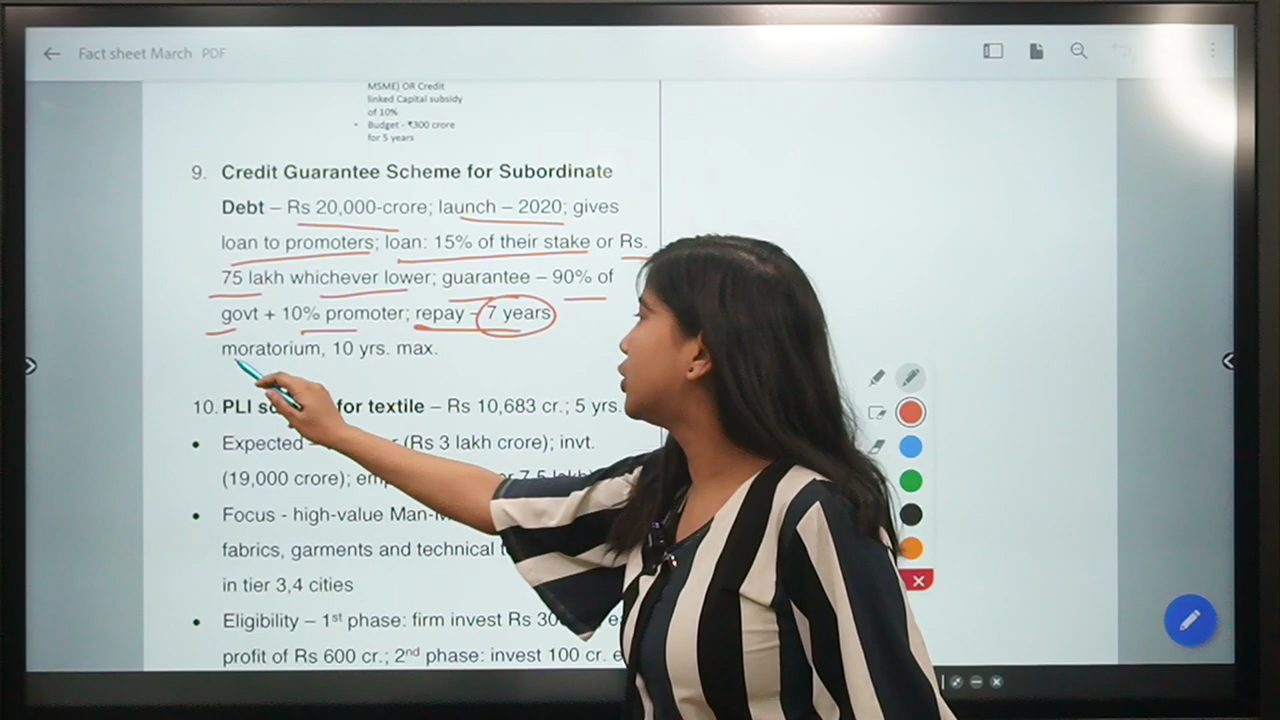 Fact sheet March PDF
MSME) OR Credit
linked Capital subsidy
of 10%
• Budget - ₹300 crore
for 5 years
9. Credit Guarantee Scheme for Subordinate
Debt – Rs 20,000-crore; launch – 2020; gives
loan to promoters; loan: 15% of their stake or Rs.
75 lakh whichever lower; guarantee – 90% of
govt + 10% promoter; repay – 7 years
moratorium, 10 yrs. max.
10. PLI for textile – Rs 10,683 cr.; 5 yrs.
• Expected (Rs 3 lakh crore); invt.
(19,000 crore);
• Focus - high-value
fabrics, garments and technical
in tier 3,4 cities
• Eligibility – 1st phase: firm invest Rs
profit of Rs 600 cr.; 2nd phase: invest 100 cr.